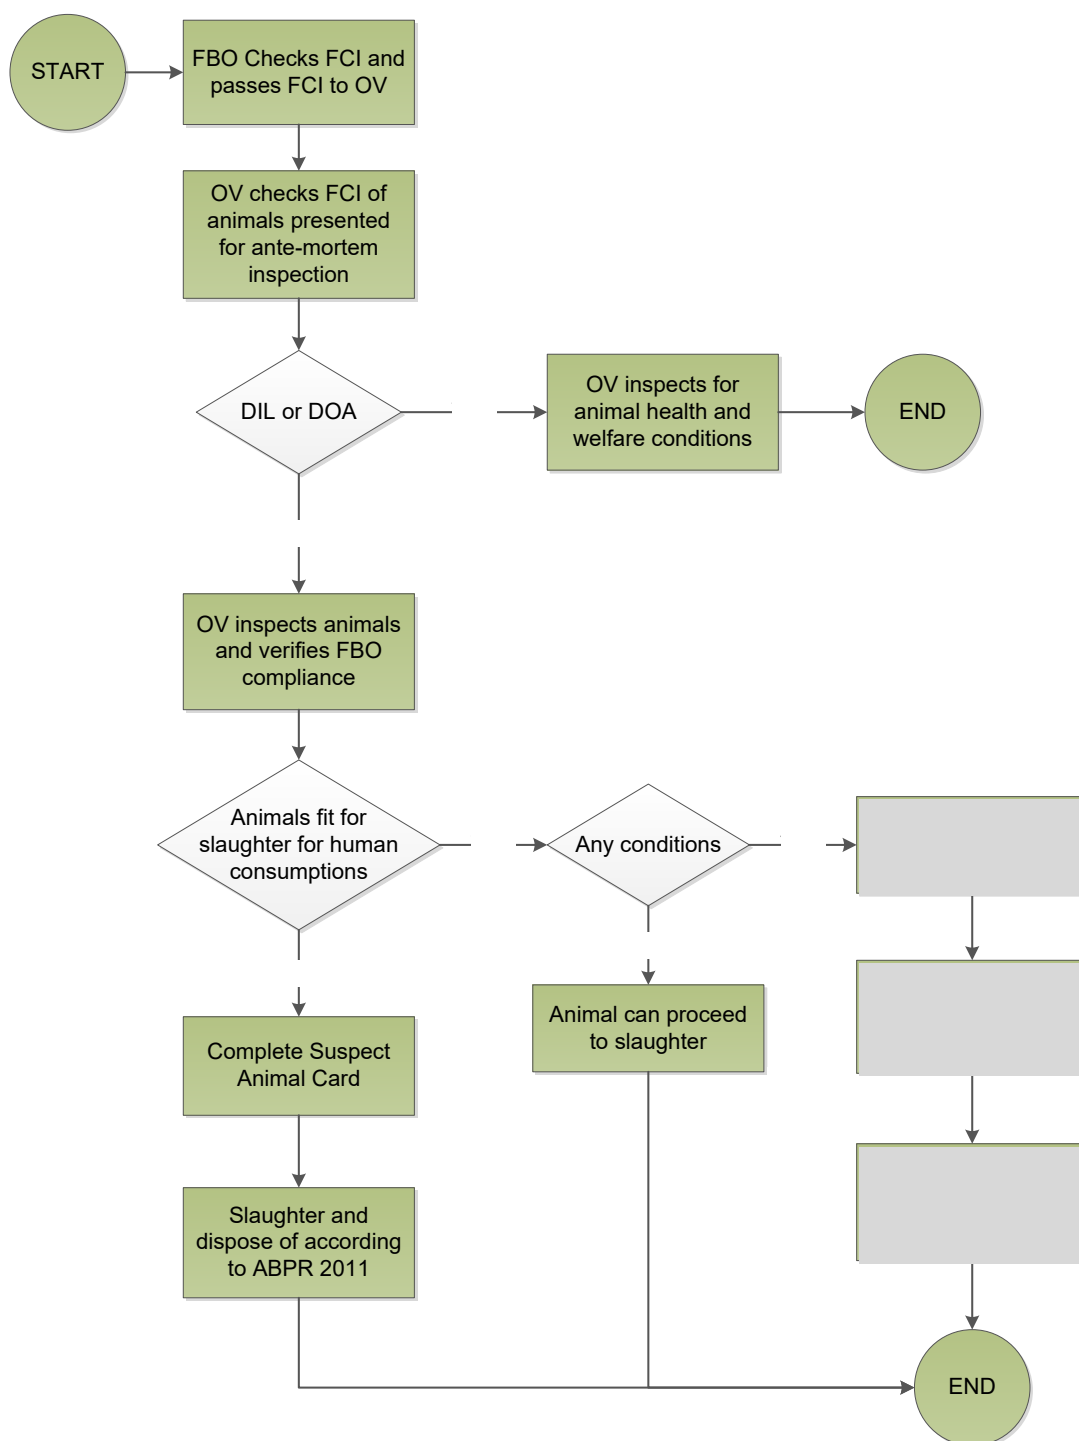 START
FBO Checks FCI and
passes FCI to OV
OV checks FCI of
animals presented
for ante-mortem
inspection
DIL or DOA
OV inspects for
animal health and
welfare conditions
END
OV inspects animals
and verifies FBO
compliance
Animals fit for
slaughter for human
consumptions
Any conditions
Animal can proceed
to slaughter
Complete Suspect
Animal Card
Slaughter and
dispose of according
to ABPR 2011
END